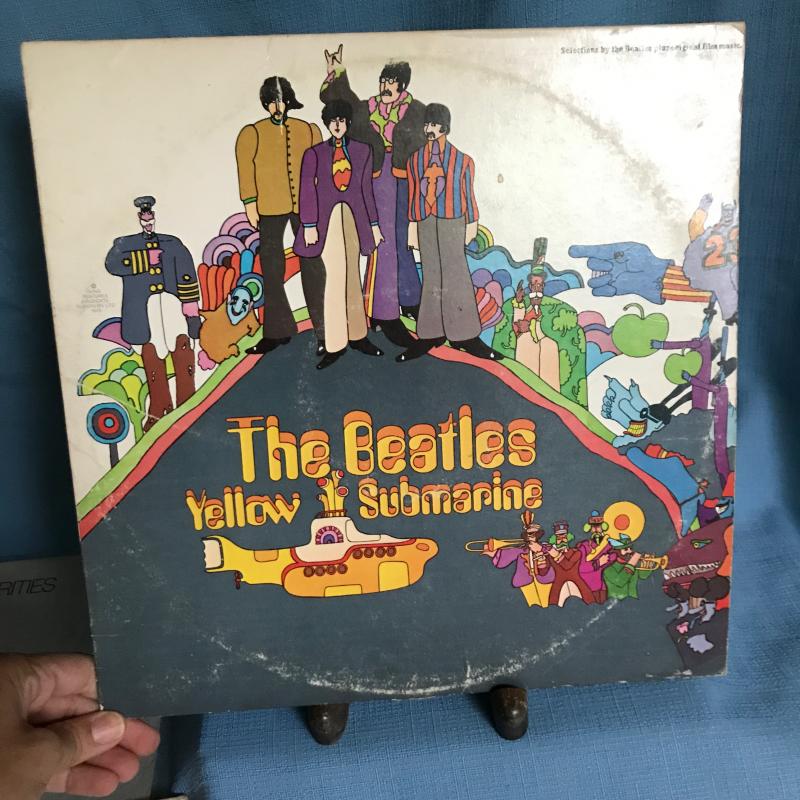 Selections by the Beatles plus original film music.
23
The Beatles
Yellow Submarine
RITIES